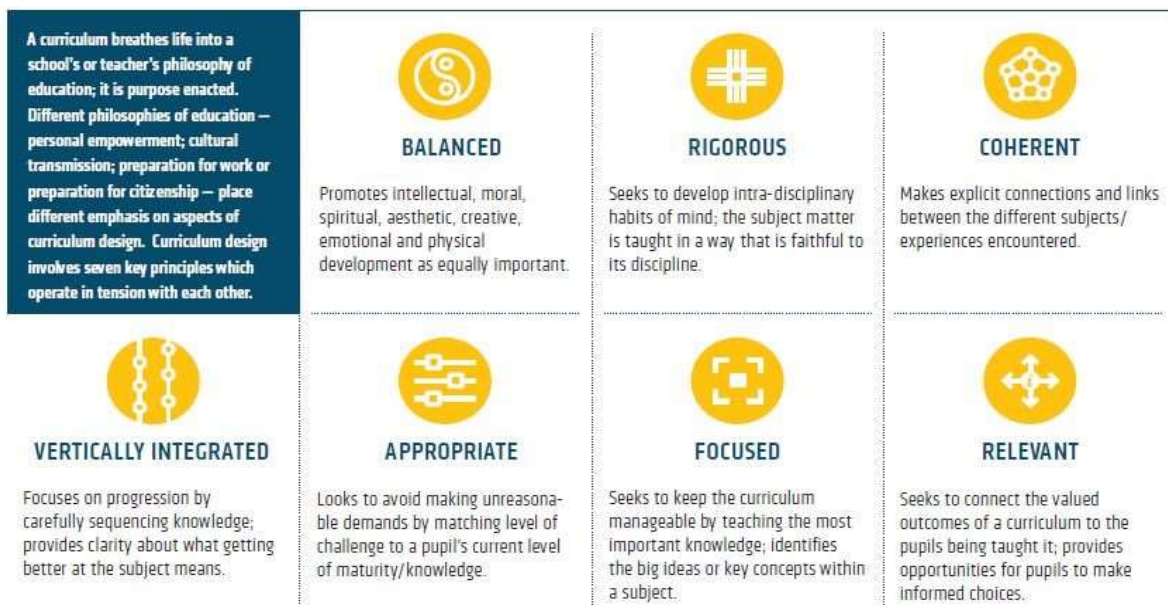 A curriculum breathes life into a
school's or teacher's philosophy of
education; it is purpose enacted.
Different philosophies of education —
personal empowerment; cultural
transmission; preparation for work or
preparation for citizenship — place
different emphasis on aspects of
curriculum design. Curriculum design
involves seven key principles which
operate in tension with each other.
BALANCED
Promotes intellectual, moral,
spiritual, aesthetic, creative,
emotional and physical
development as equally important.
RIGOROUS
Seeks to develop intra-disciplinary
habits of mind; the subject matter
is taught in a way that is faithful to
its discipline.
COHERENT
Makes explicit connections and links
between the different subjects/
experiences encountered.
VERTICALLY INTEGRATED
Focuses on progression by
carefully sequencing knowledge;
provides clarity about what getting
better at the subject means.
APPROPRIATE
Looks to avoid making unreasona-
ble demands by matching level of
challenge to a pupil's current level
of maturity/knowledge.
FOCUSED
Seeks to keep the curriculum
manageable by teaching the most
important knowledge; identifies
the big ideas or key concepts within
a subject.
RELEVANT
Seeks to connect the valued
outcomes of a curriculum to the
pupils being taught it; provides
opportunities for pupils to make
informed choices.